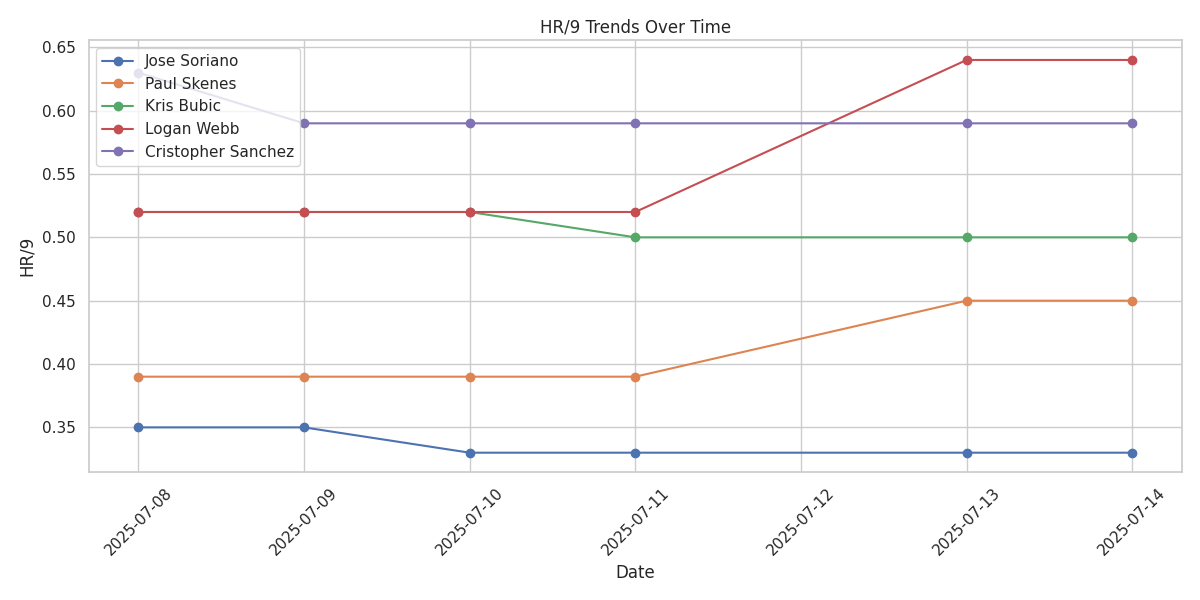 HR/9 Trends Over Time
Jose Soriano
Paul Skenes
Kris Bubic
Logan Webb
Cristopher Sanchez
HR/9
0.65
0.60
0.55
0.50
0.45
0.40
0.35
2025-07-08
2025-07-09
2025-07-10
2025-07-11
2025-07-12
2025-07-13
2025-07-14
Date